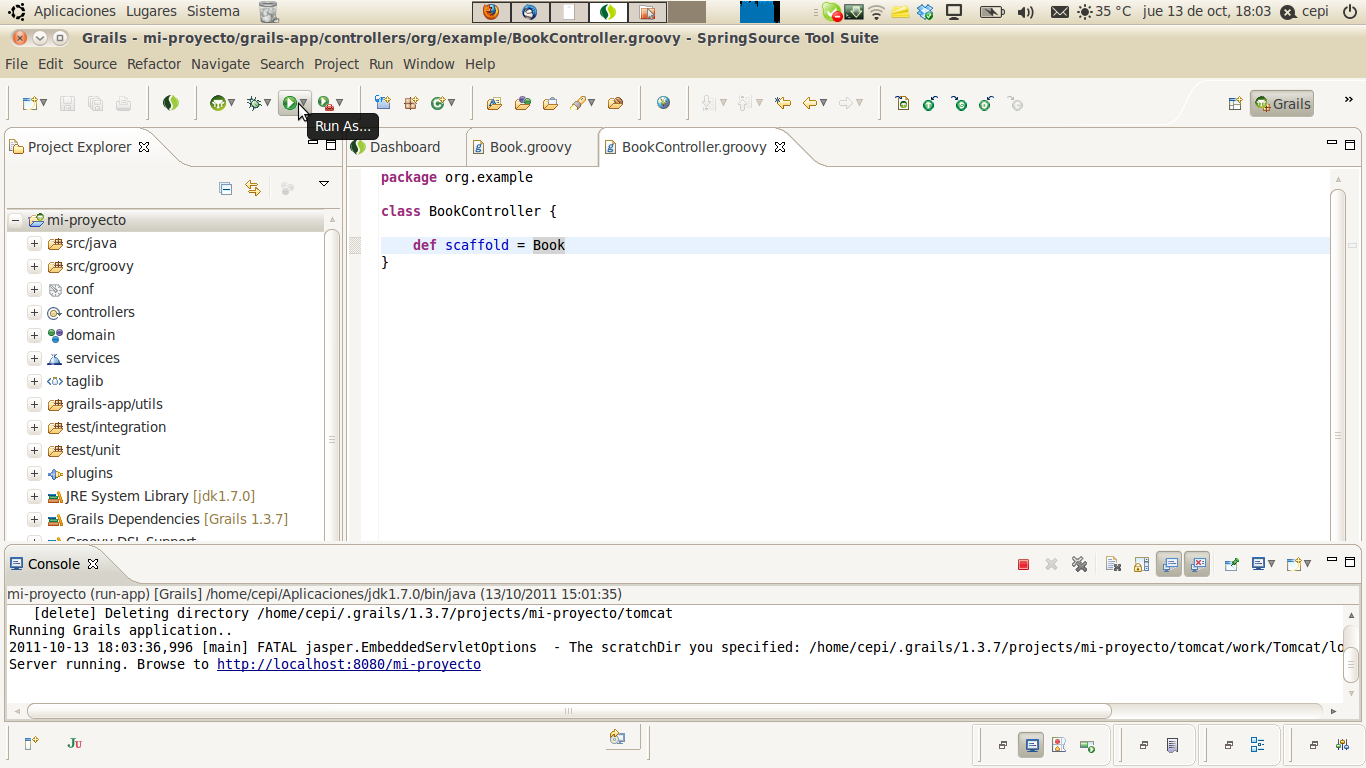 Aplicaciones Lugares Sistema
35 °C jue 13 de oct, 18:03 cepi
Grails - mi-proyecto/grails-app/controllers/org/example/BookController.groovy - SpringSource Tool Suite
File Edit Source Refactor Navigate Search Project Run Window Help
Grails
Run As...
Project Explorer
Dashboard Book.groovy BookController.groovy
mi-proyecto
src/java
src/groovy
conf
controllers
domain
services
taglib
grails-app/utils
test/integration
test/unit
plugins
JRE System Library [jdk1.7.0]
Grails Dependencies [Grails 1.3.7]
Groovy DSL Support
package org.example
class BookController {
def scaffold = Book
}
Console
mi-proyecto (run-app) [Grails] /home/cepi/Aplicaciones/jdk1.7.0/bin/java (13/10/2011 15:01:35)
[delete] Deleting directory /home/cepi/.grails/1.3.7/projects/mi-proyecto/tomcat
Running Grails application..
2011-10-13 18:03:36,996 [main] FATAL jasper.EmbeddedServletOptions - The scratchDir you specified: /home/cepi/.grails/1.3.7/projects/mi-proyecto/tomcat/work/Tomcat/lo
Server running. Browse to http://localhost:8080/mi-proyecto
JU